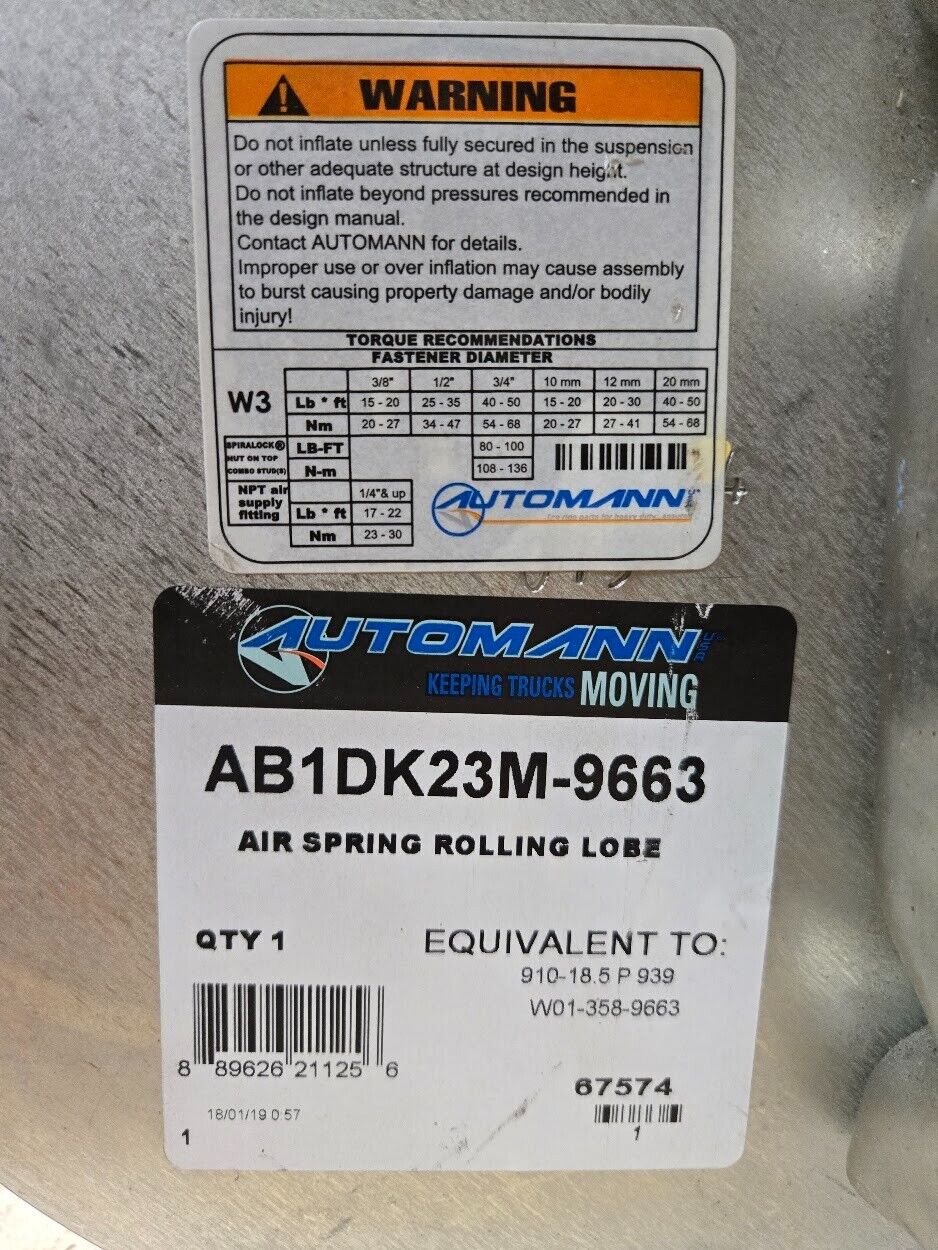 WARNING
Do not inflate unless fully secured in the suspension
or other adequate structure at design height.
Do not inflate beyond pressures recommended in
the design manual.
Contact AUTOMANN for details.
Improper use or over inflation may cause assembly
to burst causing property damage and/or bodily
injury!
TORQUE RECOMMENDATIONS
FASTENER DIAMETER
W3
3/8" 1/2" 3/4" 10 mm 12 mm 20 mm
Lb * ft 15 - 20 25 - 35 40 - 50 15 - 20 20 - 30 40 - 50
Nm 20 - 27 34 - 47 54 - 68 20 - 27 27 - 41 54 - 68
SPIRALOCK®
NUT ON TOP
COMBO STUD(S)
LB-FT 80 - 100
N-m 108 - 136
NPT air
supply
fitting
1/4"& up
Lb * ft 17 - 22
Nm 23 - 30
AUTOMANN
AUTOMANN USA
KEEPING TRUCKS MOVING
AB1DK23M-9663
AIR SPRING ROLLING LOBE
QTY 1
EQUIVALENT TO:
910-18.5 P 939
W01-358-9663
8 89626 21125 6
67574
18/01/19 0:57
1
1